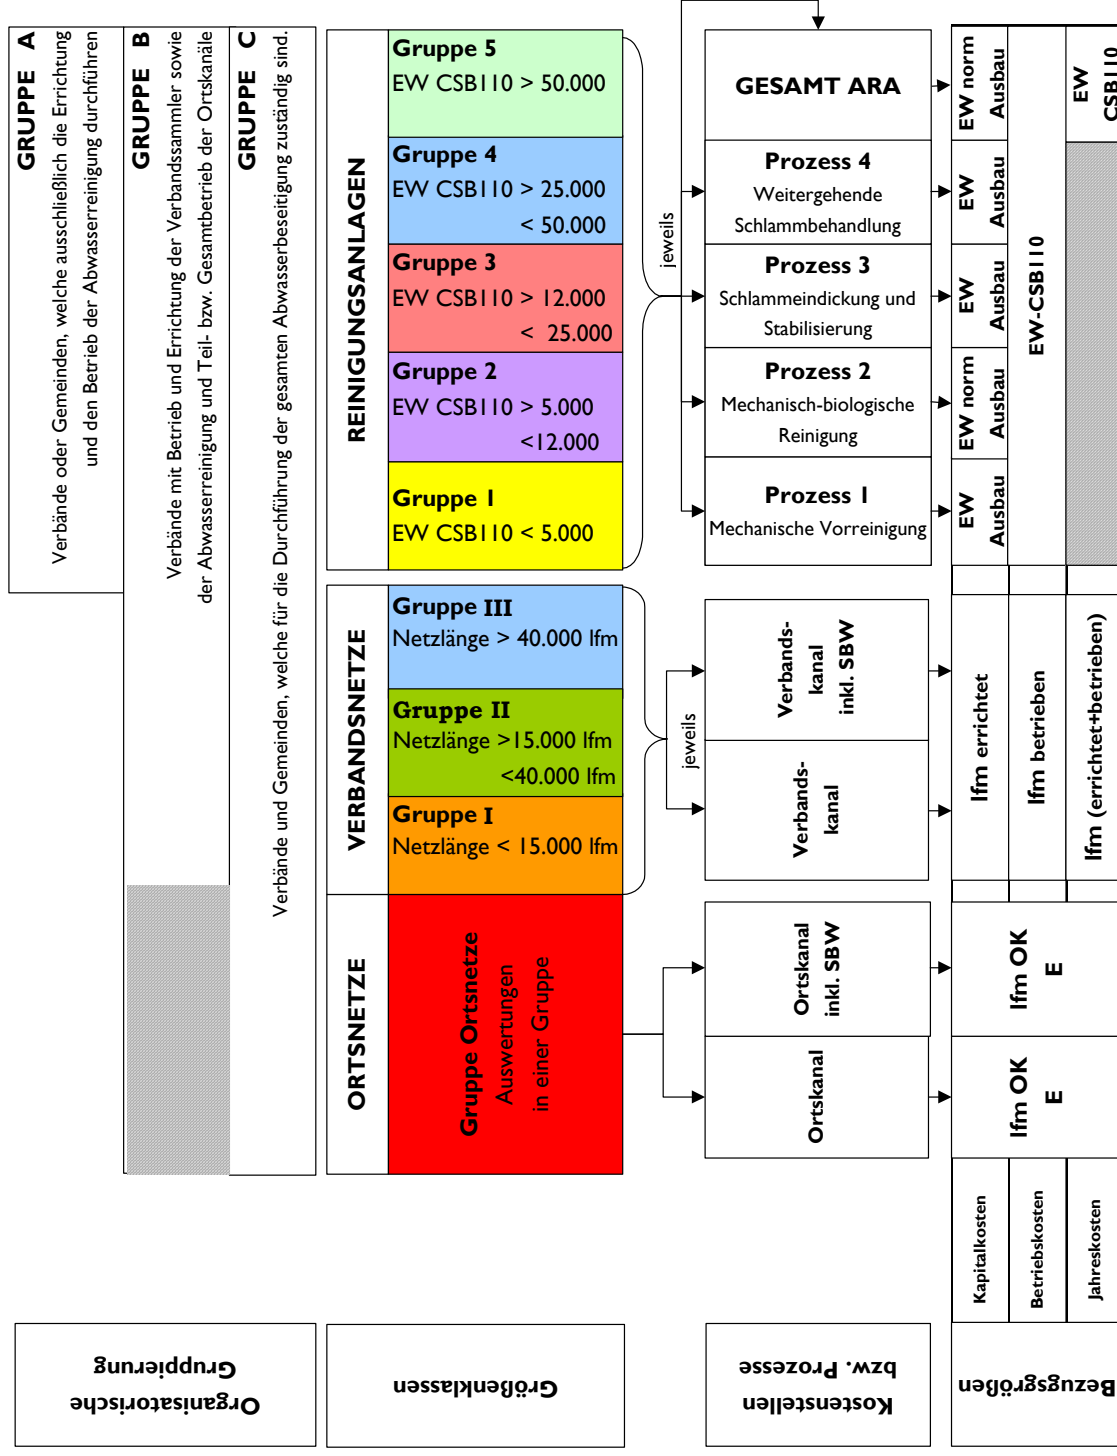 GRUPPE A
Verbände oder Gemeinden, welche ausschließlich die Errichtung
und den Betrieb der Abwasserreinigung durchführen
GRUPPE B
Verbände mit Betrieb und Errichtung der Verbandssammler sowie
der Abwasserreinigung und Teil- bzw. Gesamtbetrieb der Ortskanäle
GRUPPE C
Verbände und Gemeinden, welche für die Durchführung der gesamten Abwasserbeseitigung zuständig sind.
Organisatorische
Gruppierung
ORTSNETZE
VERBANDSNETZE
REINIGUNGSANLAGEN
Größenklassen
Gruppe Ortsnetze
Auswertungen
in einer Gruppe
Gruppe I
Netzlänge < 15.000 lfm
Gruppe II
Netzlänge >15.000 lfm
<40.000 lfm
Gruppe III
Netzlänge > 40.000 lfm
Gruppe 1
EW CSB110 < 5.000
Gruppe 2
EW CSB110 > 5.000
<12.000
Gruppe 3
EW CSB110 > 12.000
< 25.000
Gruppe 4
EW CSB110 > 25.000
< 50.000
Gruppe 5
EW CSB110 > 50.000
jeweils
jeweils
Kostenstellen
bzw. Prozesse
Ortskanal
Ortskanal
inkl. SBW
Verbands-
kanal
Verbands-
kanal
inkl. SBW
Prozess 1
Mechanische Vorreinigung
Prozess 2
Mechanisch-biologische
Reinigung
Prozess 3
Schlammeindickung und
Stabilisierung
Prozess 4
Weitergehende
Schlammbehandlung
GESAMT ARA
Bezugsgrößen
Kapitalkosten
Betriebskosten
Jahreskosten
lfm OK
E
lfm OK
E
lfm errichtet
lfm betrieben
lfm (errichtet+betrieben)
EW
Ausbau
EW norm
Ausbau
EW
Ausbau
EW
Ausbau
EW norm
Ausbau
EW-CSB110
EW
CSB110